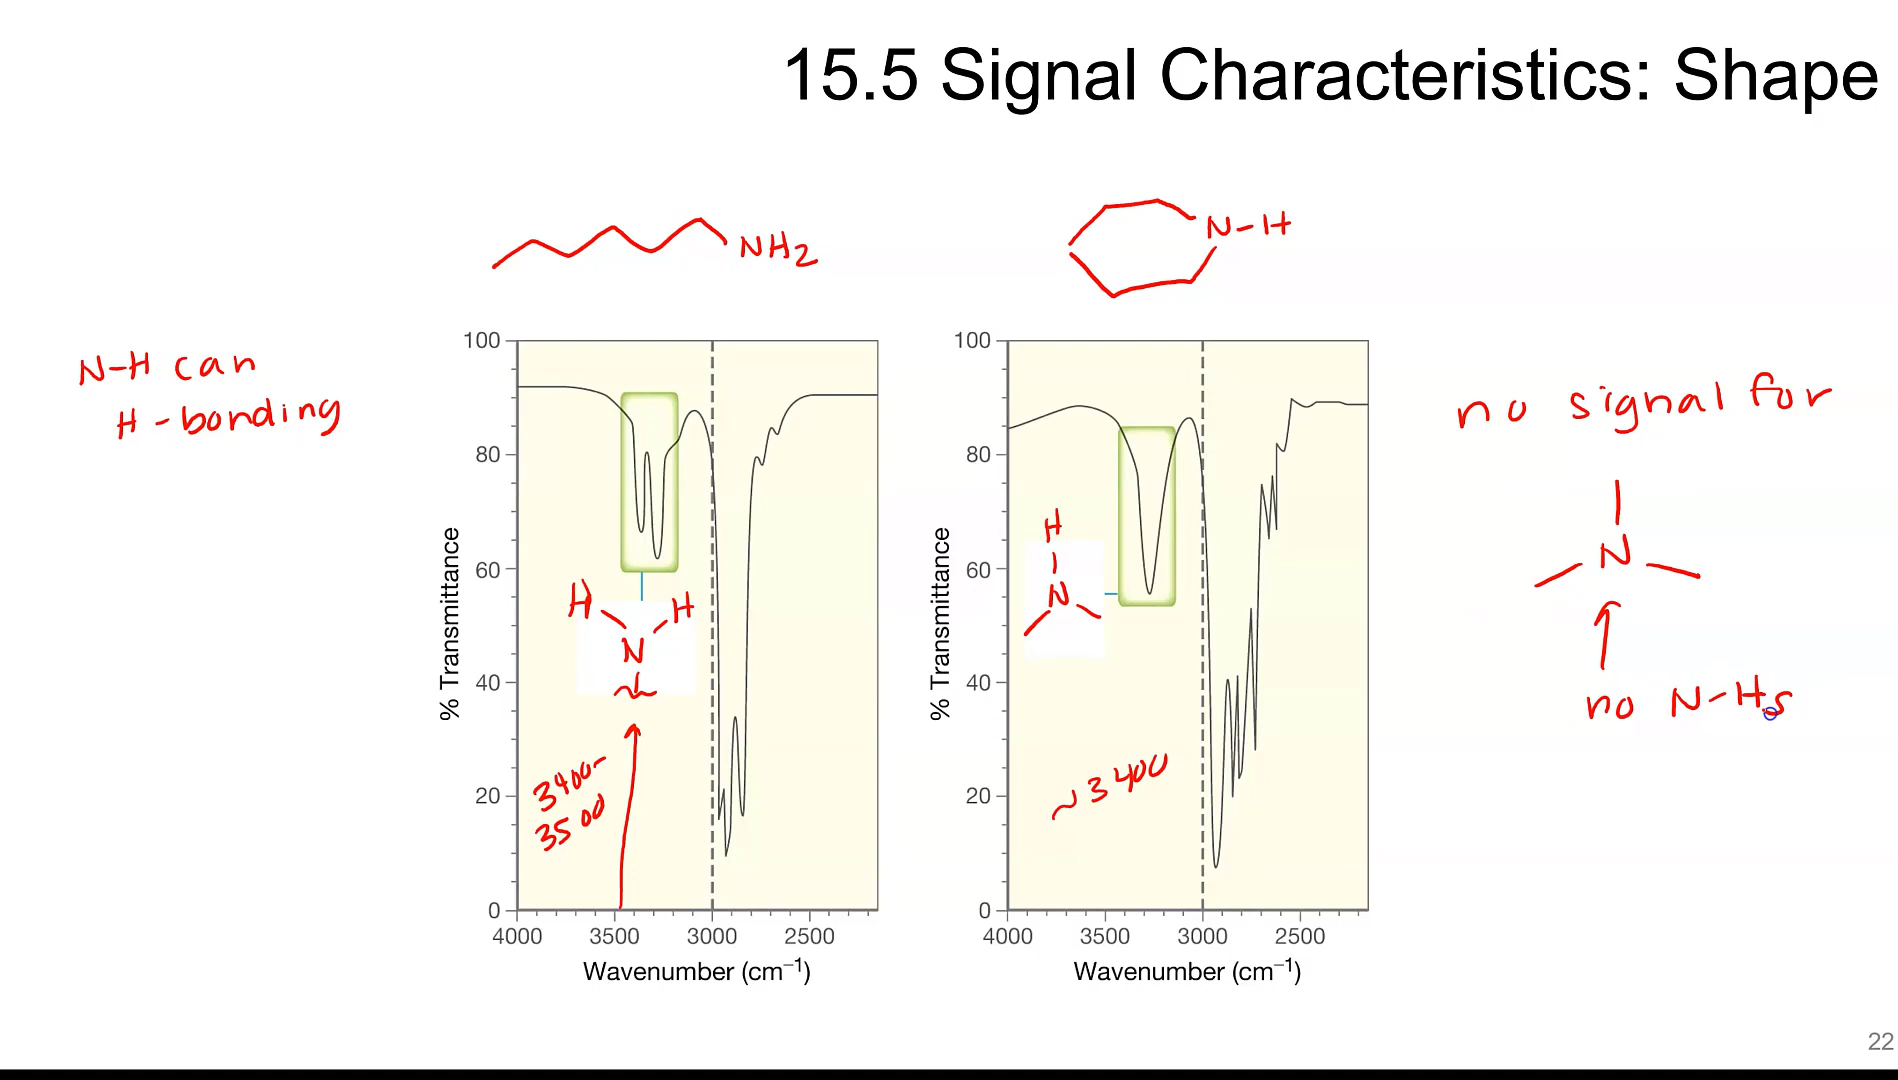 15.5 Signal Characteristics: Shape
NH2
N-H
N-H can
H-bonding
100
80
60
40
20
0
% Transmittance
4000 3500 3000 2500
Wavenumber (cm⁻¹)
H H
N
3400-
3500
100
80
60
40
20
0
% Transmittance
4000 3500 3000 2500
Wavenumber (cm⁻¹)
H
N
~3400
no signal for
N
no N-Hs
22